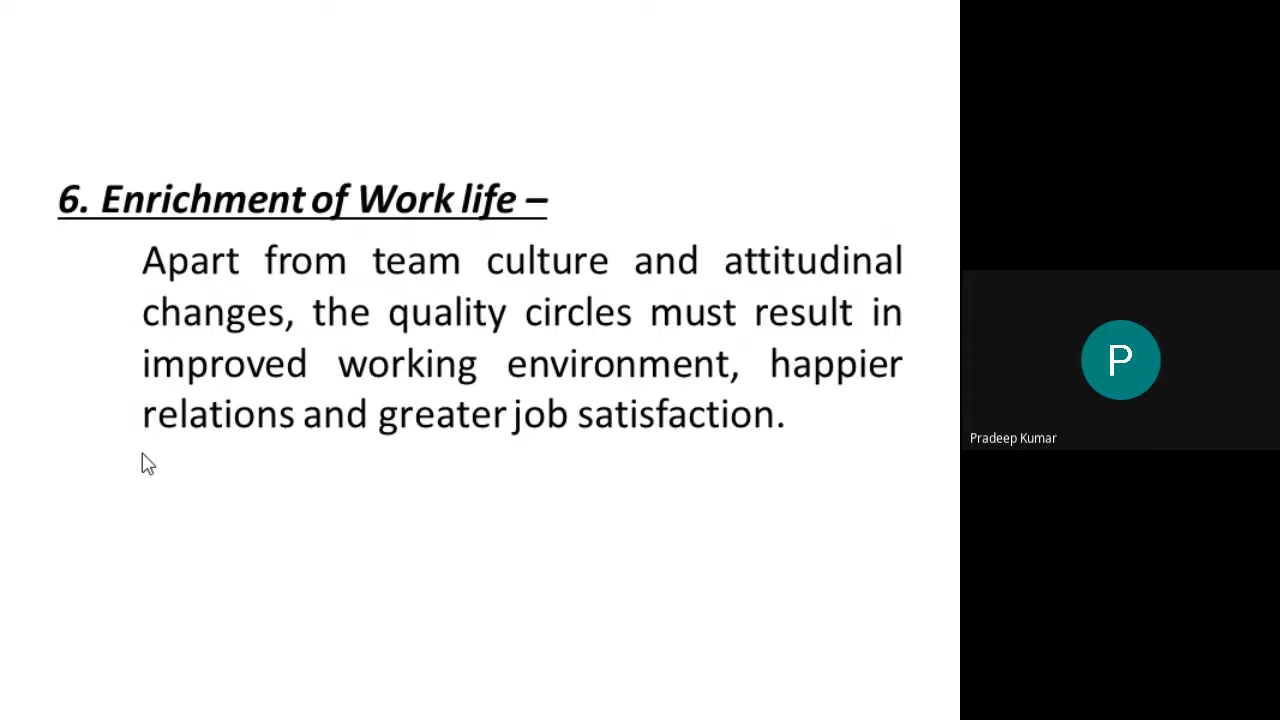 6. Enrichment of Work life –
Apart from team culture and attitudinal
changes, the quality circles must result in
improved working environment, happier
relations and greater job satisfaction.
P
Pradeep Kumar